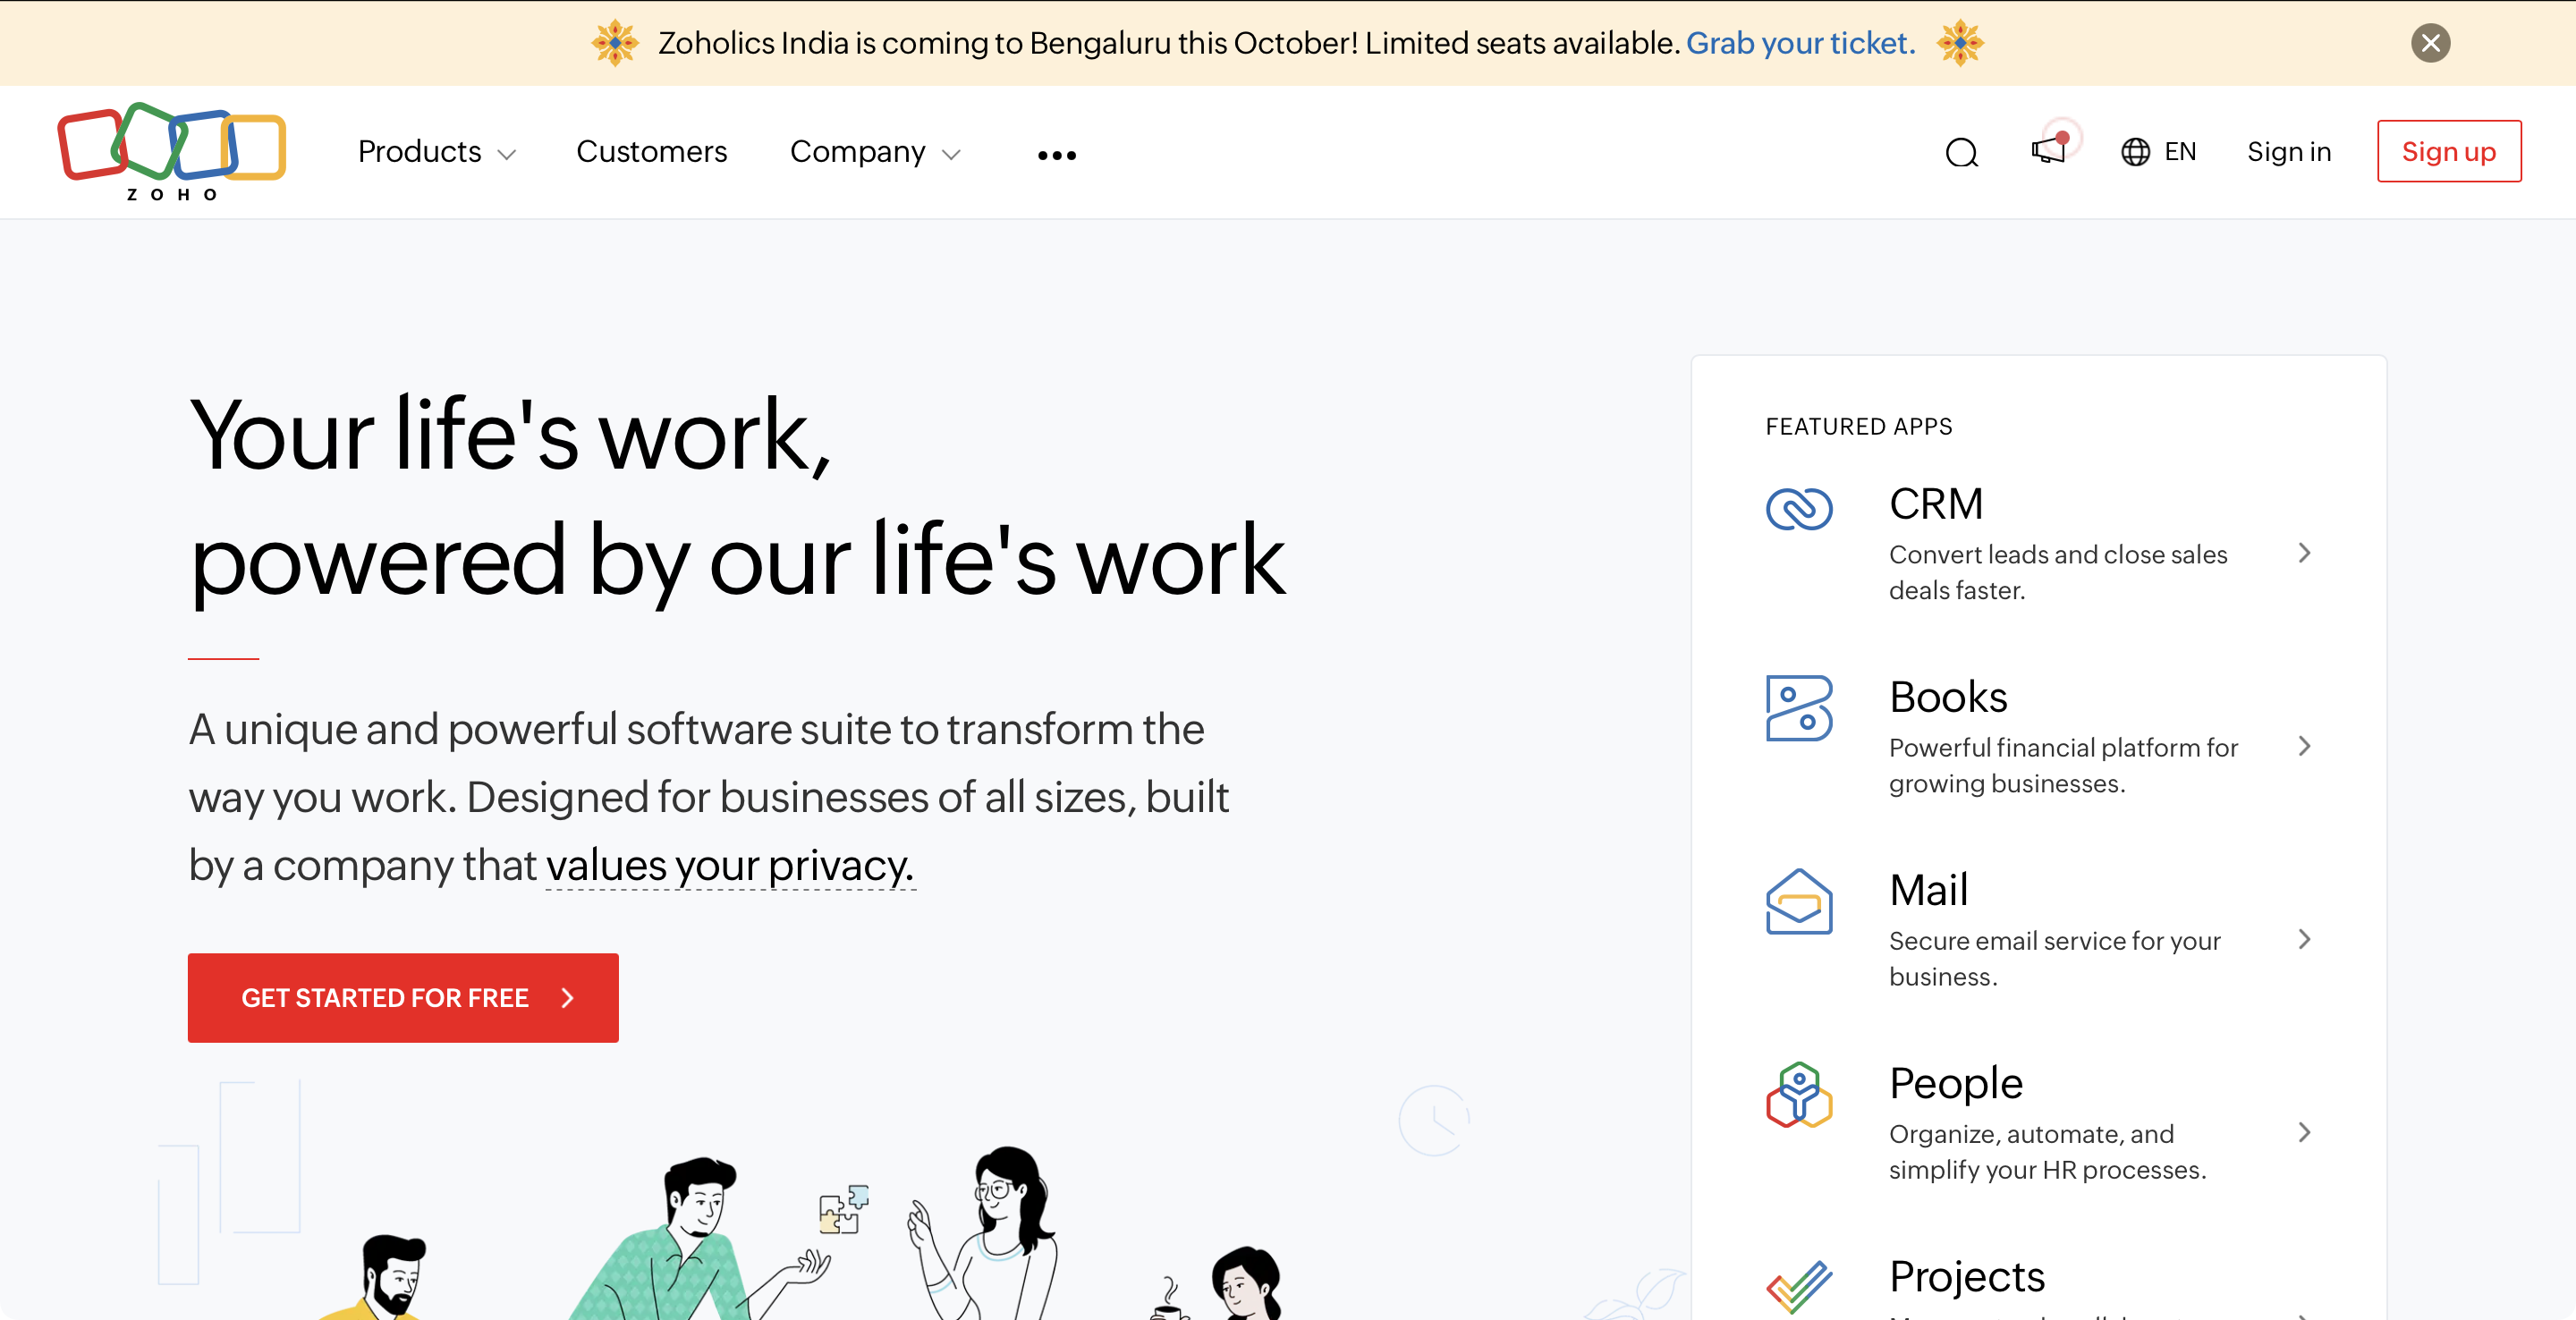 Zoholics India is coming to Bengaluru this October! Limited seats available. Grab your ticket.
ZOHO
Products
Customers
Company
EN
Sign in
Sign up
Your life's work,
powered by our life's work
A unique and powerful software suite to transform the
way you work. Designed for businesses of all sizes, built
by a company that values your privacy.
GET STARTED FOR FREE
FEATURED APPS
CRM
Convert leads and close sales
deals faster.
Books
Powerful financial platform for
growing businesses.
Mail
Secure email service for your
business.
People
Organize, automate, and
simplify your HR processes.
Projects